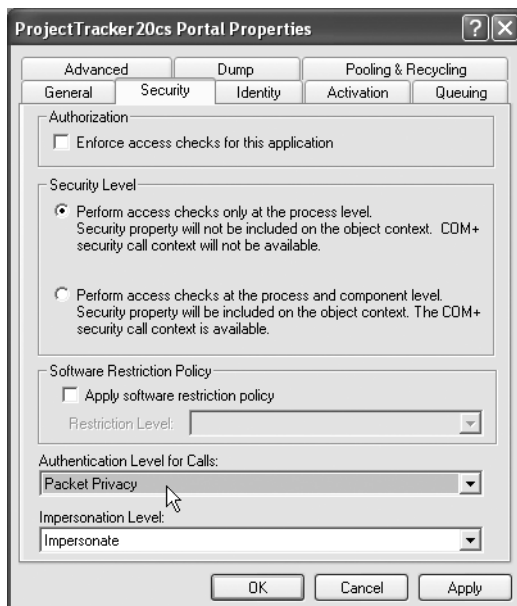 ProjectTracker20cs Portal Properties
Advanced Dump Pooling & Recycling
General Security Identity Activation Queuing
Authorization
Enforce access checks for this application
Security Level
Perform access checks only at the process level.
Security property will not be included on the object context. COM+
security call context will not be available.
Perform access checks at the process and component level.
Security property will be included on the object context. The COM+
security call context is available.
Software Restriction Policy
Apply software restriction policy
Restriction Level:
Authentication Level for Calls:
Packet Privacy
Impersonation Level:
Impersonate
OK Cancel Apply